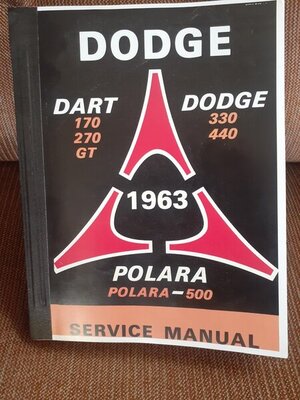 DODGE
DART
170
270
GT
DODGE
330
440
1963
POLARA
POLARA-500
SERVICE MANUAL